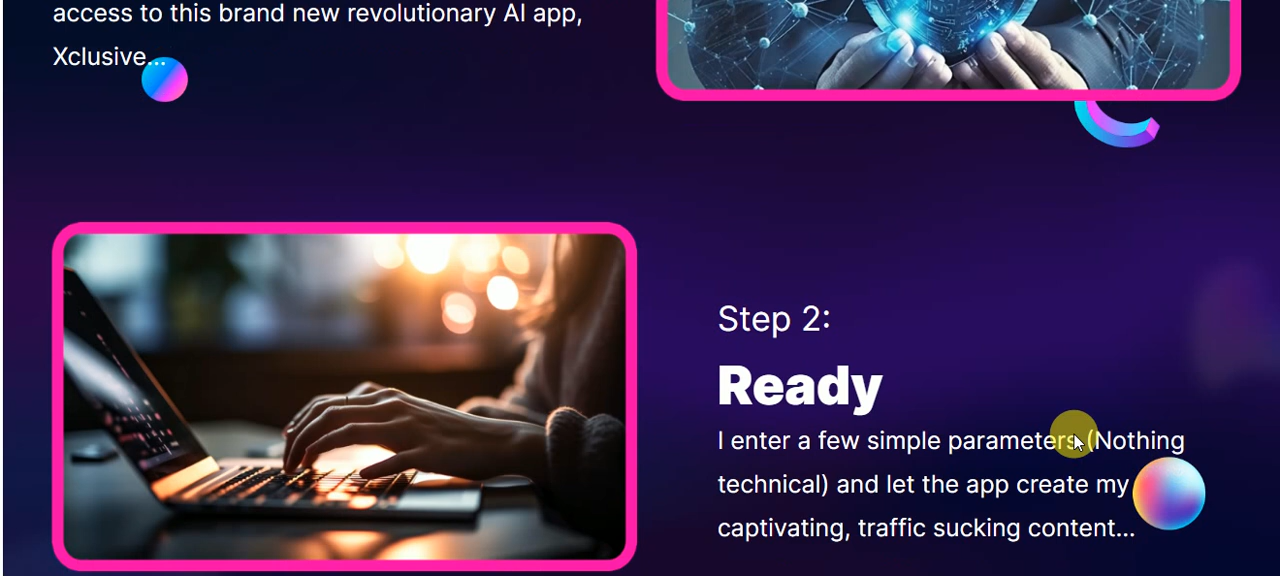 access to this brand new revolutionary AI app,
Xclusive...
Step 2:
Ready
I enter a few simple parameters (Nothing
technical) and let the app create my
captivating, traffic sucking content...